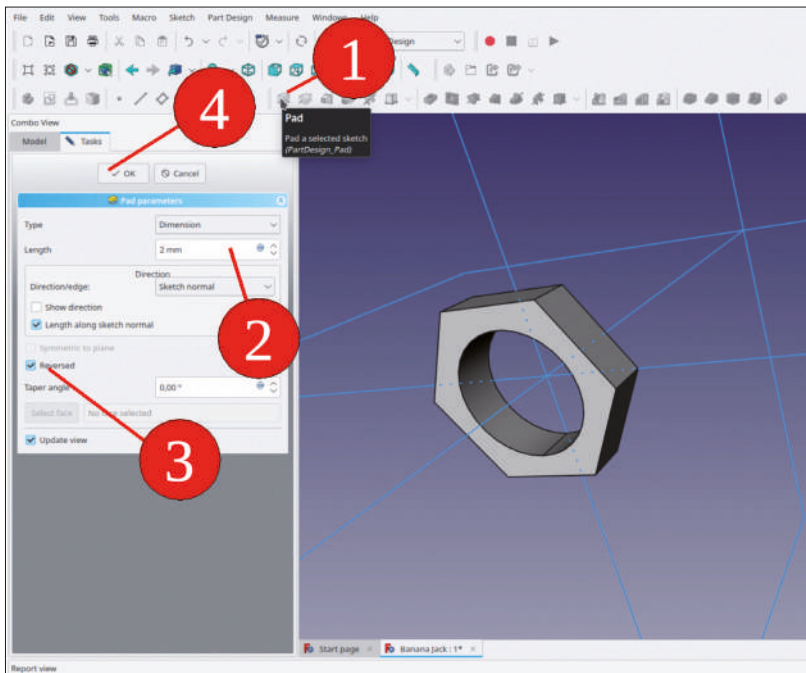 File Edit View Tools Macro Sketch Part Design Measure Windows Help
1
esign
4
Pad
Pad a selected sketch
(PartDesign_Pad)
Combo View
Model Tasks
OK Cancel
Pad parameters
Type Dimension
Length 2 mm
Direction
Direction/edge: Sketch normal
Show direction
Length along sketch normal
2
Symmetric to plane
Reversed
Taper angle 0,00 °
Select face No face selected
3
Update view
Start page Banana Jack : 1*
Report view